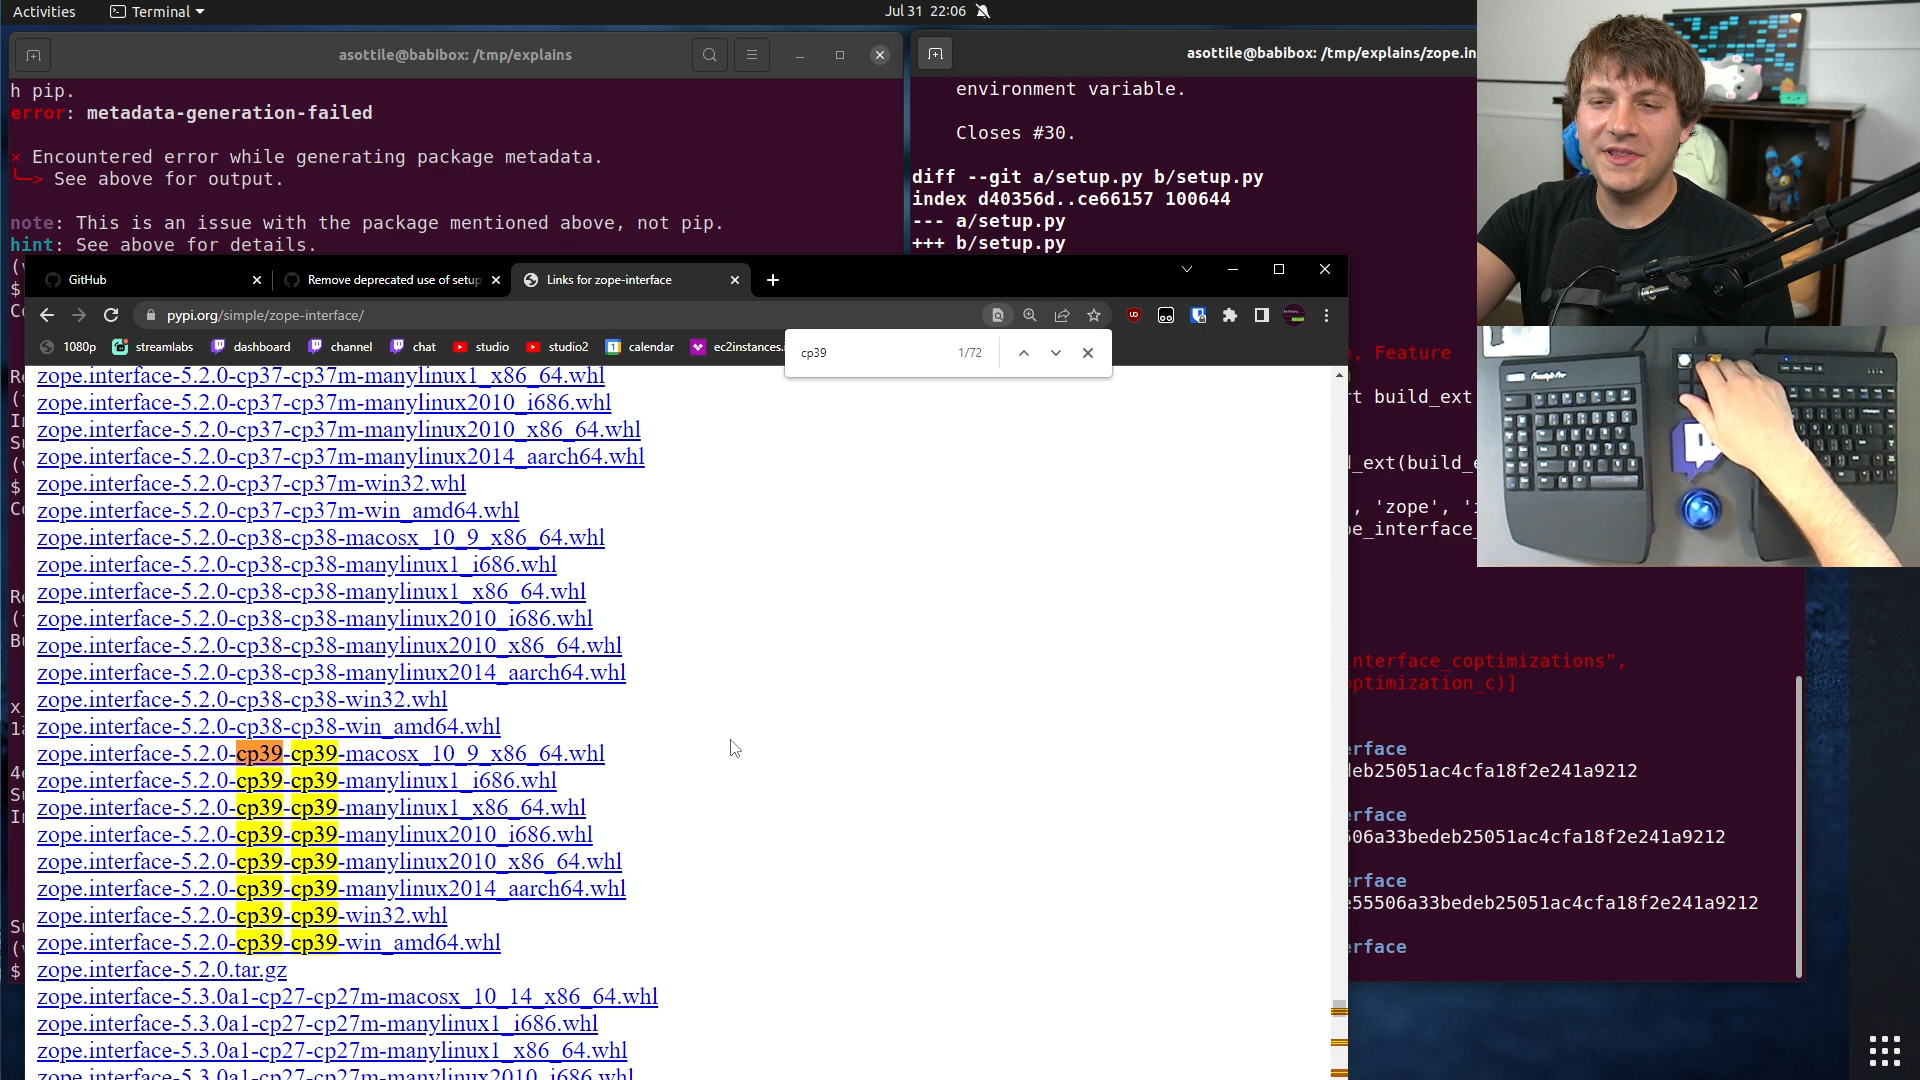 Activities
Terminal
Jul 31 22:06
asottile@babibox: /tmp/explains
h pip.
error: metadata-generation-failed
× Encountered error while generating package metadata.
╰─> See above for output.
note: This is an issue with the package mentioned above, not pip.
hint: See above for details.
(
$
asottile@babibox: /tmp/explains/zope.in
environment variable.
Closes #30.
diff --git a/setup.py b/setup.py
index d40356d..ce66157 100644
--- a/setup.py
+++ b/setup.py
, Feature
rt build_ext
_ext(build_e
, 'zope', 'i
pe_interface_
interface_coptimizations",
optimization_c)]
erface
eb25051ac4cfa18f2e241a9212
erface
506a33bedeb25051ac4cfa18f2e241a9212
erface
e55506a33bedeb25051ac4cfa18f2e241a9212
erface
GitHub
Remove deprecated use of setup
Links for zope-interface
pypi.org/simple/zope-interface/
1080p
streamlabs
dashboard
channel
chat
studio
studio2
calendar
ec2instances.
cp39
1/72
zope.interface-5.2.0-cp37-cp37m-manylinux1_x86_64.whl
zope.interface-5.2.0-cp37-cp37m-manylinux2010_i686.whl
zope.interface-5.2.0-cp37-cp37m-manylinux2010_x86_64.whl
zope.interface-5.2.0-cp37-cp37m-manylinux2014_aarch64.whl
zope.interface-5.2.0-cp37-cp37m-win32.whl
zope.interface-5.2.0-cp37-cp37m-win_amd64.whl
zope.interface-5.2.0-cp38-cp38-macosx_10_9_x86_64.whl
zope.interface-5.2.0-cp38-cp38-manylinux1_i686.whl
zope.interface-5.2.0-cp38-cp38-manylinux1_x86_64.whl
zope.interface-5.2.0-cp38-cp38-manylinux2010_i686.whl
zope.interface-5.2.0-cp38-cp38-manylinux2010_x86_64.whl
zope.interface-5.2.0-cp38-cp38-manylinux2014_aarch64.whl
zope.interface-5.2.0-cp38-cp38-win32.whl
zope.interface-5.2.0-cp38-cp38-win_amd64.whl
zope.interface-5.2.0-cp39-cp39-macosx_10_9_x86_64.whl
zope.interface-5.2.0-cp39-cp39-manylinux1_i686.whl
zope.interface-5.2.0-cp39-cp39-manylinux1_x86_64.whl
zope.interface-5.2.0-cp39-cp39-manylinux2010_i686.whl
zope.interface-5.2.0-cp39-cp39-manylinux2010_x86_64.whl
zope.interface-5.2.0-cp39-cp39-manylinux2014_aarch64.whl
zope.interface-5.2.0-cp39-cp39-win32.whl
zope.interface-5.2.0-cp39-cp39-win_amd64.whl
zope.interface-5.2.0.tar.gz
zope.interface-5.3.0a1-cp27-cp27m-macosx_10_14_x86_64.whl
zope.interface-5.3.0a1-cp27-cp27m-manylinux1_i686.whl
zope.interface-5.3.0a1-cp27-cp27m-manylinux1_x86_64.whl
zope.interface-5.3.0a1-cp27-cp27m-manylinux2010_i686.whl